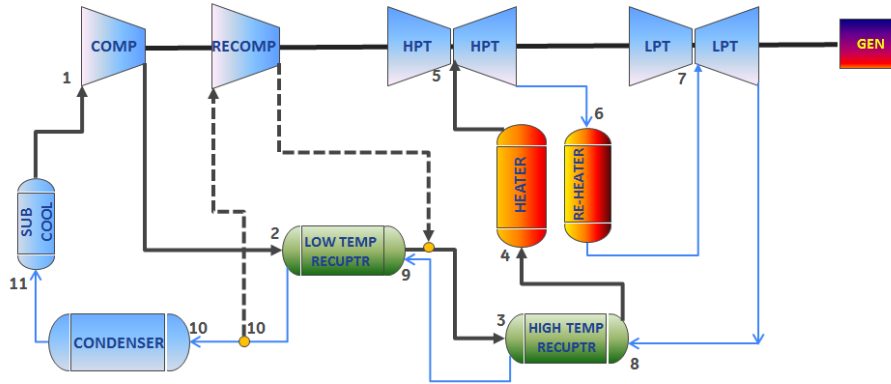 COMP
RECOMP
HPT
HPT
LPT
LPT
GEN
1
5
7
6
SUB
COOL
HEATER
RE-HEATER
2
LOW TEMP
RECUPTR
4
9
11
3
HIGH TEMP
RECUPTR
CONDENSER
10
10
8